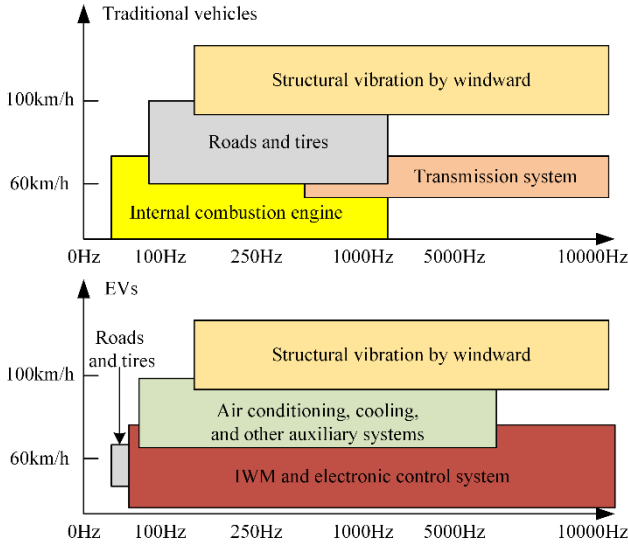 Traditional vehicles
Structural vibration by windward
100km/h
Roads and tires
Transmission system
60km/h
Internal combustion engine
0Hz 100Hz 250Hz 1000Hz 5000Hz 10000Hz
EVs
Roads
and tires
Structural vibration by windward
100km/h
Air conditioning, cooling,
and other auxiliary systems
60km/h
IWM and electronic control system
0Hz 100Hz 250Hz 1000Hz 5000Hz 10000Hz